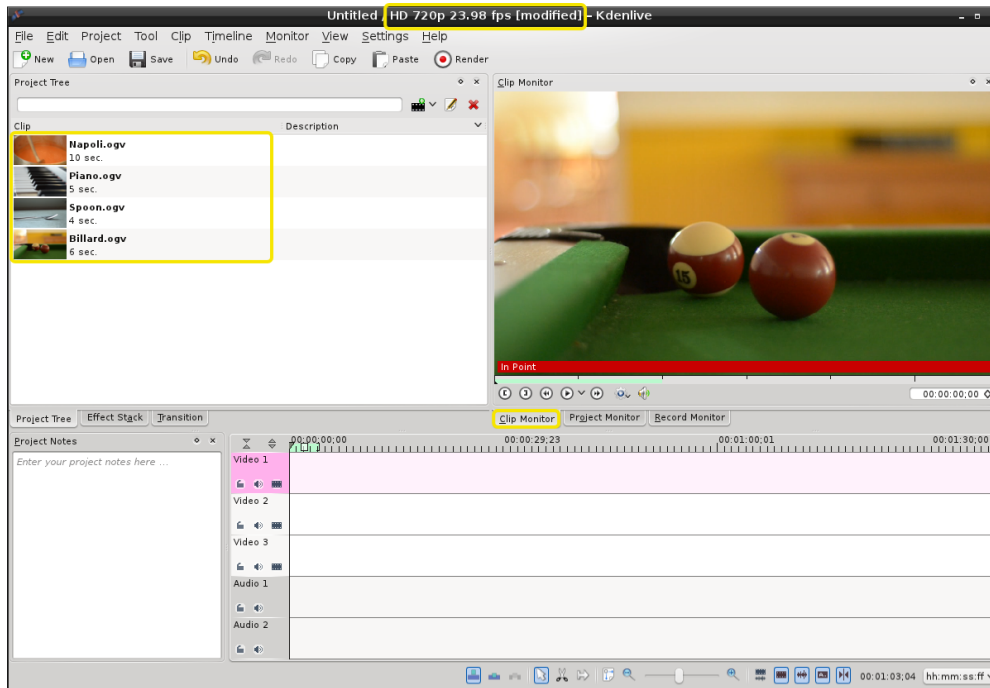 Untitled / HD 720p 23.98 fps [modified] – Kdenlive
File Edit Project Tool Clip Timeline Monitor View Settings Help
New Open Save Undo Redo Copy Paste Render
Project Tree
Clip Monitor
Clip Description
Napoli.ogv
10 sec.
Piano.ogv
5 sec.
Spoon.ogv
4 sec.
Billard.ogv
6 sec.
15
In Point
00:00:00;00
Project Tree Effect Stack Transition
Clip Monitor Project Monitor Record Monitor
Project Notes
00:00:00;00 00:00:29;23 00:01:00;01 00:01:30;00
Enter your project notes here ...
Video 1
Video 2
Video 3
Audio 1
Audio 2
00:01:03;04 hh:mm:ss:ff